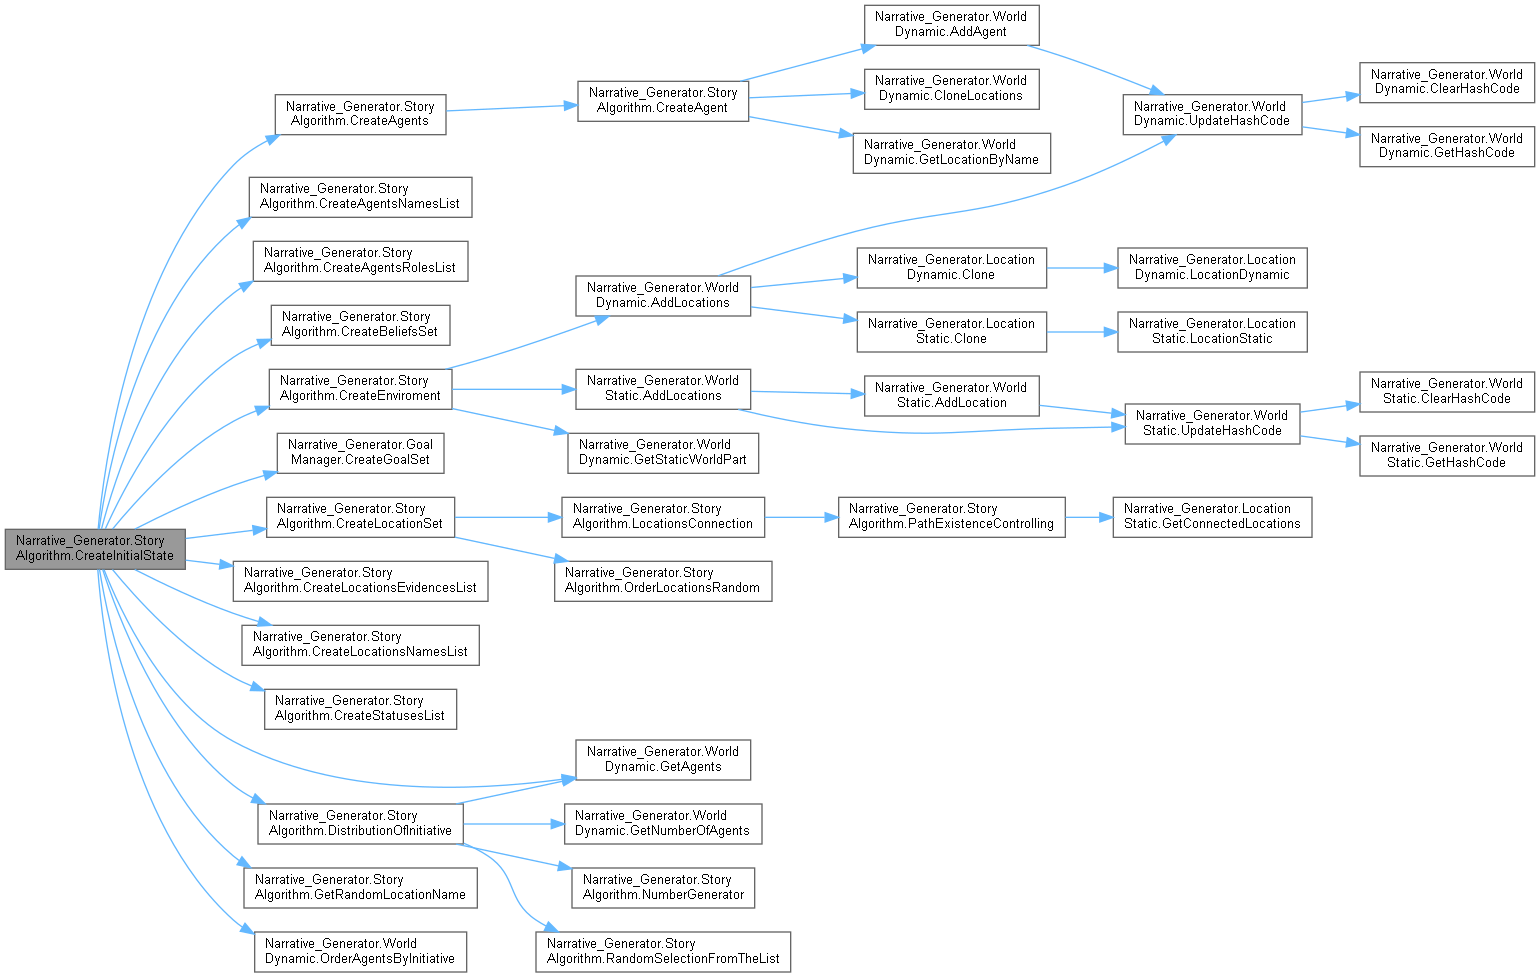 Narrative_Generator.Story
Algorithm.CreateInitialState
Narrative_Generator.Story
Algorithm.CreateAgents
Narrative_Generator.Story
Algorithm.CreateAgentsNamesList
Narrative_Generator.Story
Algorithm.CreateAgentsRolesList
Narrative_Generator.Story
Algorithm.CreateBeliefsSet
Narrative_Generator.Story
Algorithm.CreateEnviroment
Narrative_Generator.Goal
Manager.CreateGoalSet
Narrative_Generator.Story
Algorithm.CreateLocationSet
Narrative_Generator.Story
Algorithm.CreateLocationsEvidencesList
Narrative_Generator.Story
Algorithm.CreateLocationsNamesList
Narrative_Generator.Story
Algorithm.CreateStatusesList
Narrative_Generator.Story
Algorithm.DistributionOfInitiative
Narrative_Generator.Story
Algorithm.GetRandomLocationName
Narrative_Generator.World
Dynamic.OrderAgentsByInitiative
Narrative_Generator.Story
Algorithm.CreateAgent
Narrative_Generator.World
Dynamic.AddLocations
Narrative_Generator.World
Static.AddLocations
Narrative_Generator.World
Dynamic.GetStaticWorldPart
Narrative_Generator.Story
Algorithm.LocationsConnection
Narrative_Generator.Story
Algorithm.OrderLocationsRandom
Narrative_Generator.World
Dynamic.GetAgents
Narrative_Generator.World
Dynamic.GetNumberOfAgents
Narrative_Generator.Story
Algorithm.NumberGenerator
Narrative_Generator.Story
Algorithm.RandomSelectionFromTheList
Narrative_Generator.World
Dynamic.AddAgent
Narrative_Generator.World
Dynamic.CloneLocations
Narrative_Generator.World
Dynamic.GetLocationByName
Narrative_Generator.Location
Dynamic.Clone
Narrative_Generator.Location
Static.Clone
Narrative_Generator.World
Static.AddLocation
Narrative_Generator.Story
Algorithm.PathExistenceControlling
Narrative_Generator.World
Dynamic.UpdateHashCode
Narrative_Generator.Location
Dynamic.LocationDynamic
Narrative_Generator.Location
Static.LocationStatic
Narrative_Generator.World
Static.UpdateHashCode
Narrative_Generator.Location
Static.GetConnectedLocations
Narrative_Generator.World
Dynamic.ClearHashCode
Narrative_Generator.World
Dynamic.GetHashCode
Narrative_Generator.World
Static.ClearHashCode
Narrative_Generator.World
Static.GetHashCode